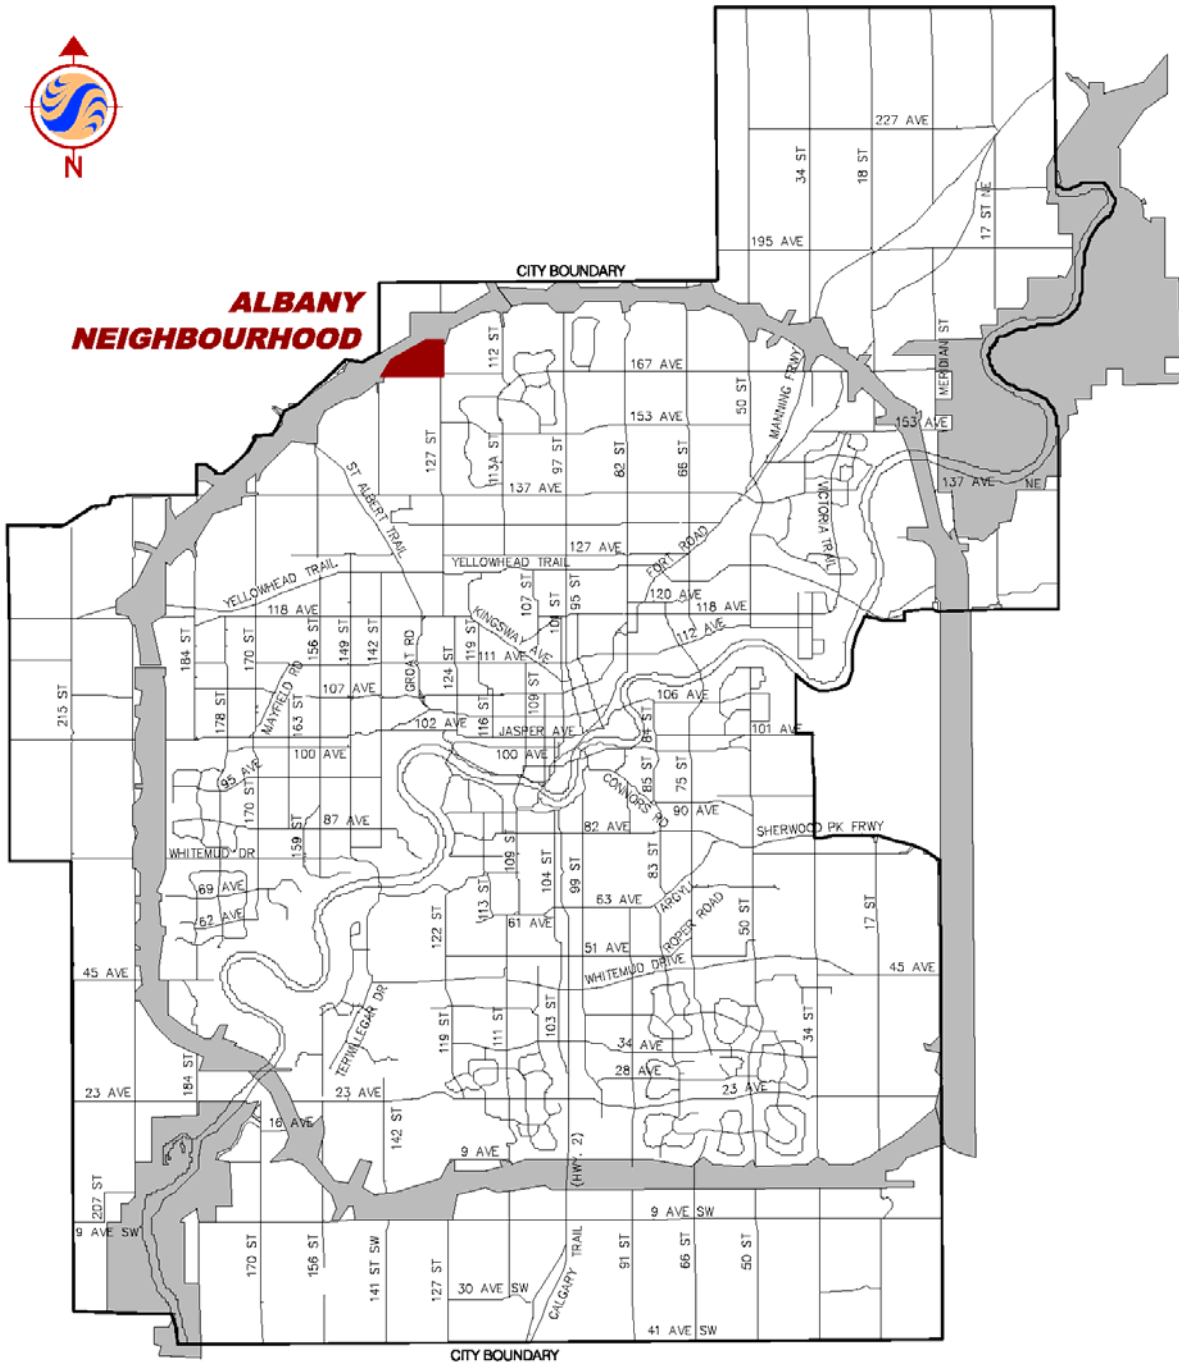 N
227 AVE
34 ST
18 ST
17 ST NE
195 AVE
CITY BOUNDARY
ALBANY
NEIGHBOURHOOD
112 ST
167 AVE
MANNING FRWY
MERIDIAN ST
50 ST
153 AVE
153 AVE
127 ST
113A ST
97 ST
82 ST
66 ST
ST ALBERT TRAIL
137 AVE
VICTORIA TRAIL
137 AVE
NE
127 AVE
FORT ROAD
YELLOWHEAD TRAIL
YELLOWHEAD TRAIL
118 AVE
107 ST
101 ST
95 ST
120 AVE
118 AVE
KINGSWAY AVE
112 AVE
184 ST
170 ST
156 ST
149 ST
142 ST
GROAT RD
119 ST
111 AVE
124 ST
MAYFIELD RD
107 AVE
109 ST
106 AVE
215 ST
178 ST
163 ST
102 AVE
116 ST
JASPER AVE
84 ST
101 AVE
100 AVE
100 AVE
95 AVE
170 ST
CONNORS RD
85 ST
75 ST
90 AVE
87 AVE
82 AVE
SHERWOOD PK FRWY
159 ST
WHITEMUD DR
109 ST
104 ST
99 ST
83 ST
69 AVE
62 AVE
113 ST
63 AVE
ARGYLL
61 AVE
122 ST
ROPER ROAD
50 ST
17 ST
51 AVE
45 AVE
WHITEMUD DRIVE
45 AVE
TERWILLEGAR DR
119 ST
111 ST
103 ST
34 ST
34 AVE
28 AVE
184 ST
23 AVE
23 AVE
23 AVE
16 AVE
142 ST
9 AVE
(HWY. 2)
207 ST
9 AVE SW
9 AVE SW
170 ST
156 ST
141 ST SW
127 ST
30 AVE SW
CALGARY TRAIL
91 ST
66 ST
50 ST
41 AVE SW
CITY BOUNDARY